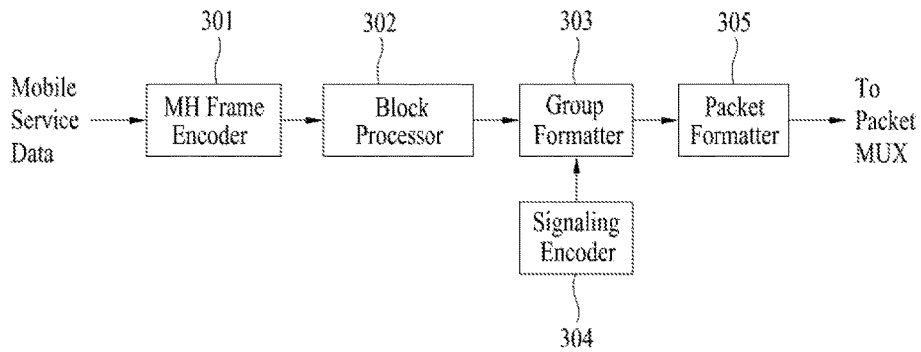 301
302
303
305
Mobile
Service
Data
MH Frame
Encoder
Block
Processor
Group
Formatter
Packet
Formatter
To
Packet
MUX
Signaling
Encoder
304